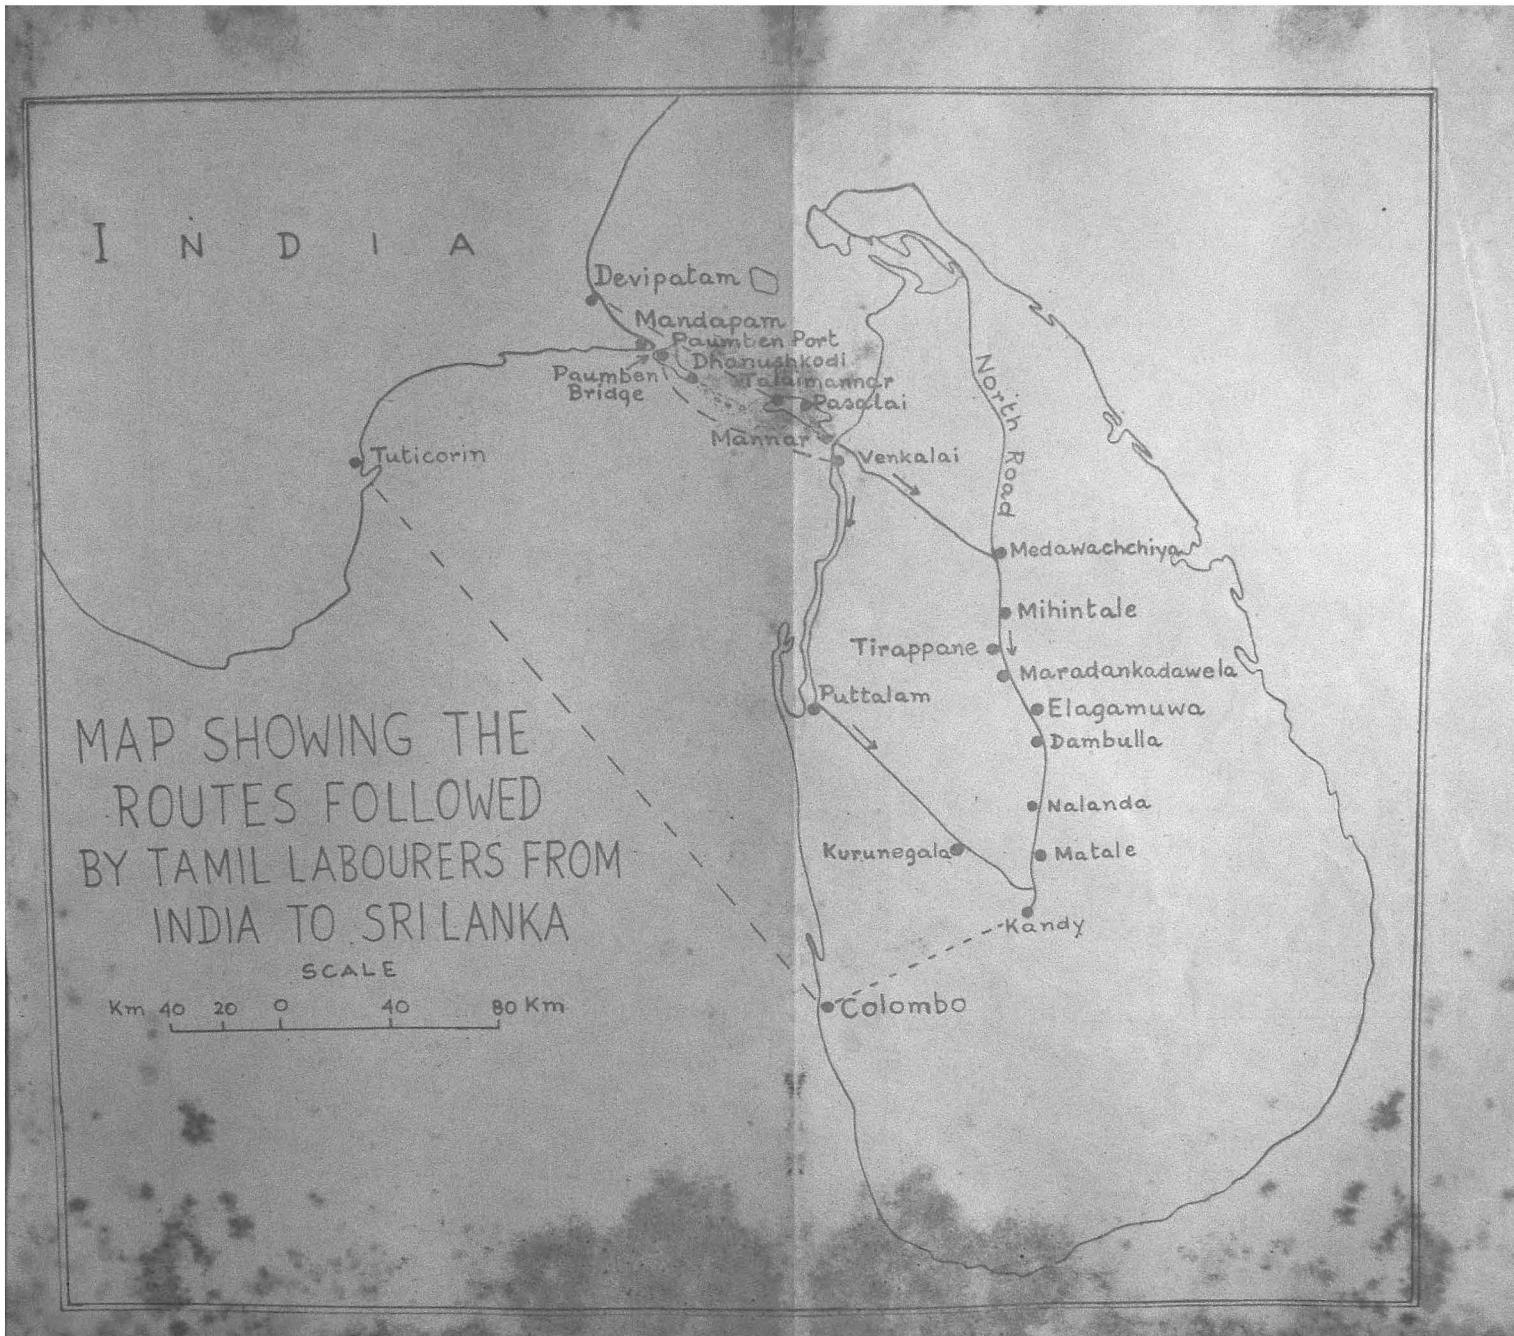 INDIA
Devipatam
Mandapam
Paumben Port
Dhanushkodi
Paumben
Bridge
Talaimannar
Pasalai
Mannar
Venkalai
Tuticorin
North Road
Medawachchiya
Mihintale
Tirappane
Maradankadawela
Puttalam
Elagamuwa
Dambulla
Nalanda
Kurunegala
Matale
Kandy
Colombo
MAP SHOWING THE
ROUTES FOLLOWED
BY TAMIL LABOURERS FROM
INDIA TO SRI LANKA
SCALE
Km 40 20 0 40 80 Km